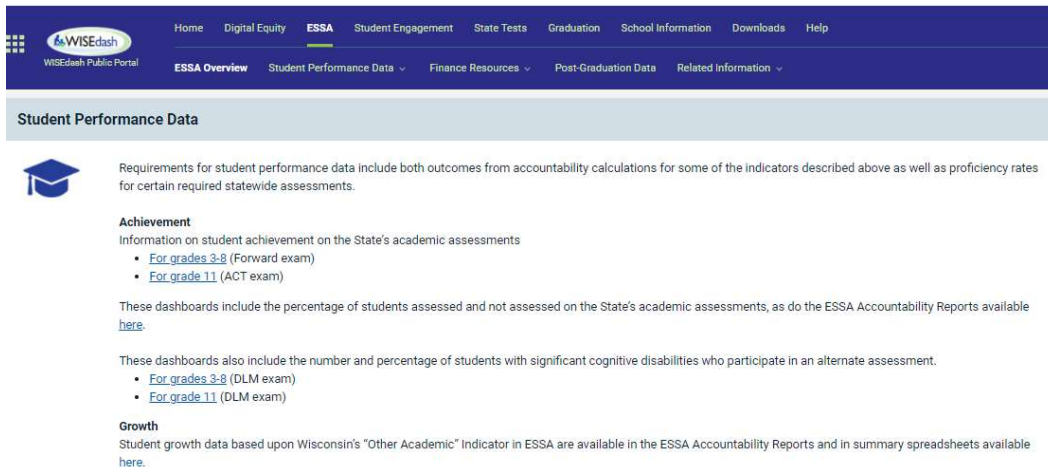 Home Digital Equity ESSA Student Engagement State Tests Graduation School Information Downloads Help
WISEdash
WISEdash Public Portal
ESSA Overview Student Performance Data Finance Resources Post-Graduation Data Related Information
Student Performance Data
Requirements for student performance data include both outcomes from accountability calculations for some of the indicators described above as well as proficiency rates
for certain required statewide assessments.
Achievement
Information on student achievement on the State's academic assessments
• For grades 3-8 (Forward exam)
• For grade 11 (ACT exam)
These dashboards include the percentage of students assessed and not assessed on the State's academic assessments, as do the ESSA Accountability Reports available
here.
These dashboards also include the number and percentage of students with significant cognitive disabilities who participate in an alternate assessment.
• For grades 3-8 (DLM exam)
• For grade 11 (DLM exam)
Growth
Student growth data based upon Wisconsin's "Other Academic" Indicator in ESSA are available in the ESSA Accountability Reports and in summary spreadsheets available
here.